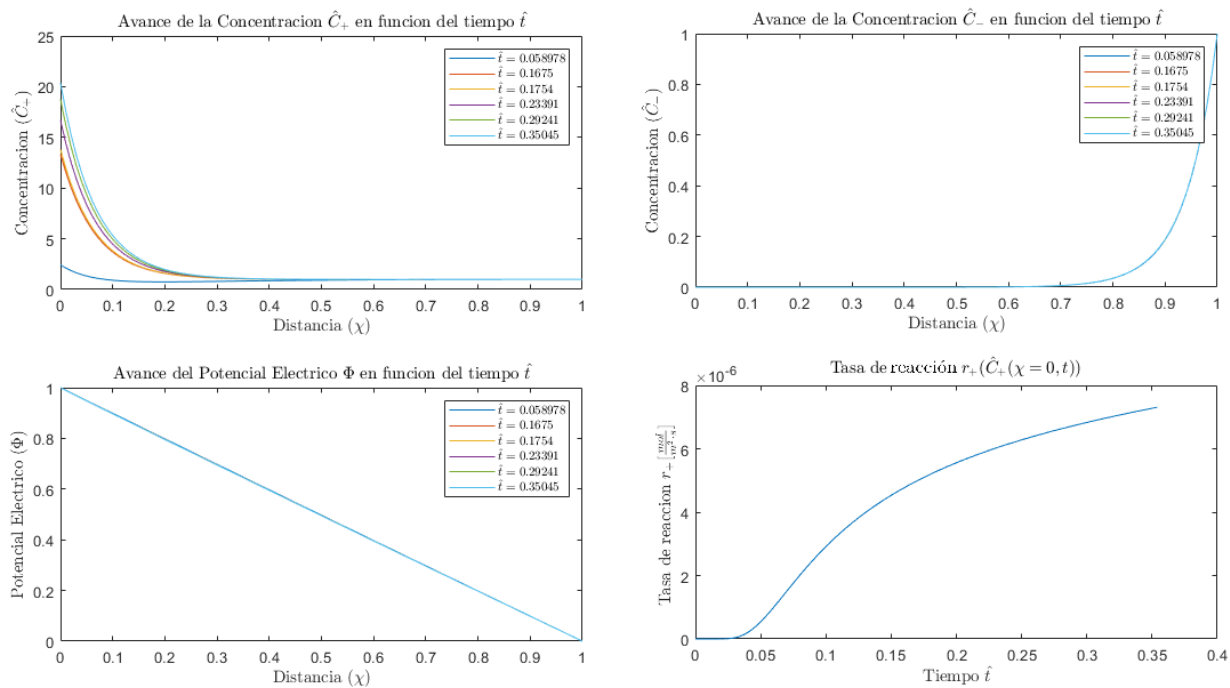 Avance de la Concentracion Ĉ₊ en funcion del tiempo t̂
Concentracion (Ĉ₊)
25
20
15
10
5
0
t̂ = 0.058978
t̂ = 0.1675
t̂ = 0.1754
t̂ = 0.23391
t̂ = 0.29241
t̂ = 0.35045
0 0.1 0.2 0.3 0.4 0.5 0.6 0.7 0.8 0.9 1
Distancia (χ)
Avance de la Concentracion Ĉ₋ en funcion del tiempo t̂
Concentracion (Ĉ₋)
1
0.8
0.6
0.4
0.2
0
t̂ = 0.058978
t̂ = 0.1675
t̂ = 0.1754
t̂ = 0.23391
t̂ = 0.29241
t̂ = 0.35045
0 0.1 0.2 0.3 0.4 0.5 0.6 0.7 0.8 0.9 1
Distancia (χ)
Avance del Potencial Electrico Φ en funcion del tiempo t̂
Potencial Electrico (Φ)
1
0.8
0.6
0.4
0.2
0
t̂ = 0.058978
t̂ = 0.1675
t̂ = 0.1754
t̂ = 0.23391
t̂ = 0.29241
t̂ = 0.35045
0 0.1 0.2 0.3 0.4 0.5 0.6 0.7 0.8 0.9 1
Distancia (χ)
Tasa de reacción r₊(Ĉ₊(χ = 0, t))
×10⁻⁶
Tasa de reaccion r₊[mol/m²·s]
8
6
4
2
0
0 0.05 0.1 0.15 0.2 0.25 0.3 0.35 0.4
Tiempo t̂